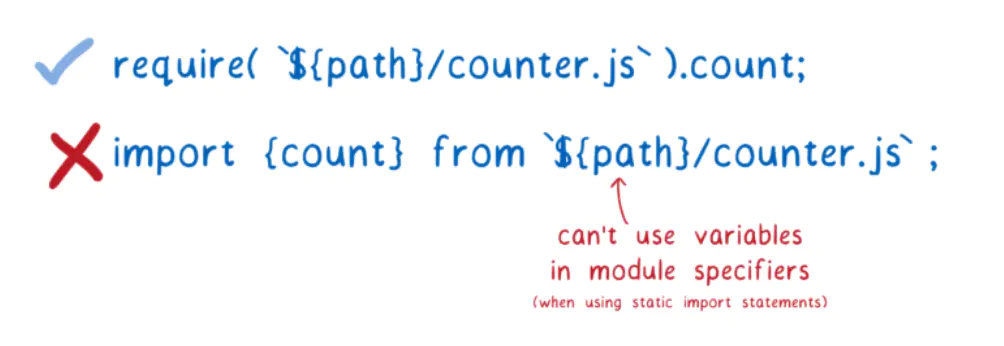 require( `${path}/counter.js` ).count;
import {count} from `${path}/counter.js` ;
can't use variables
in module specifiers
(when using static import statements)